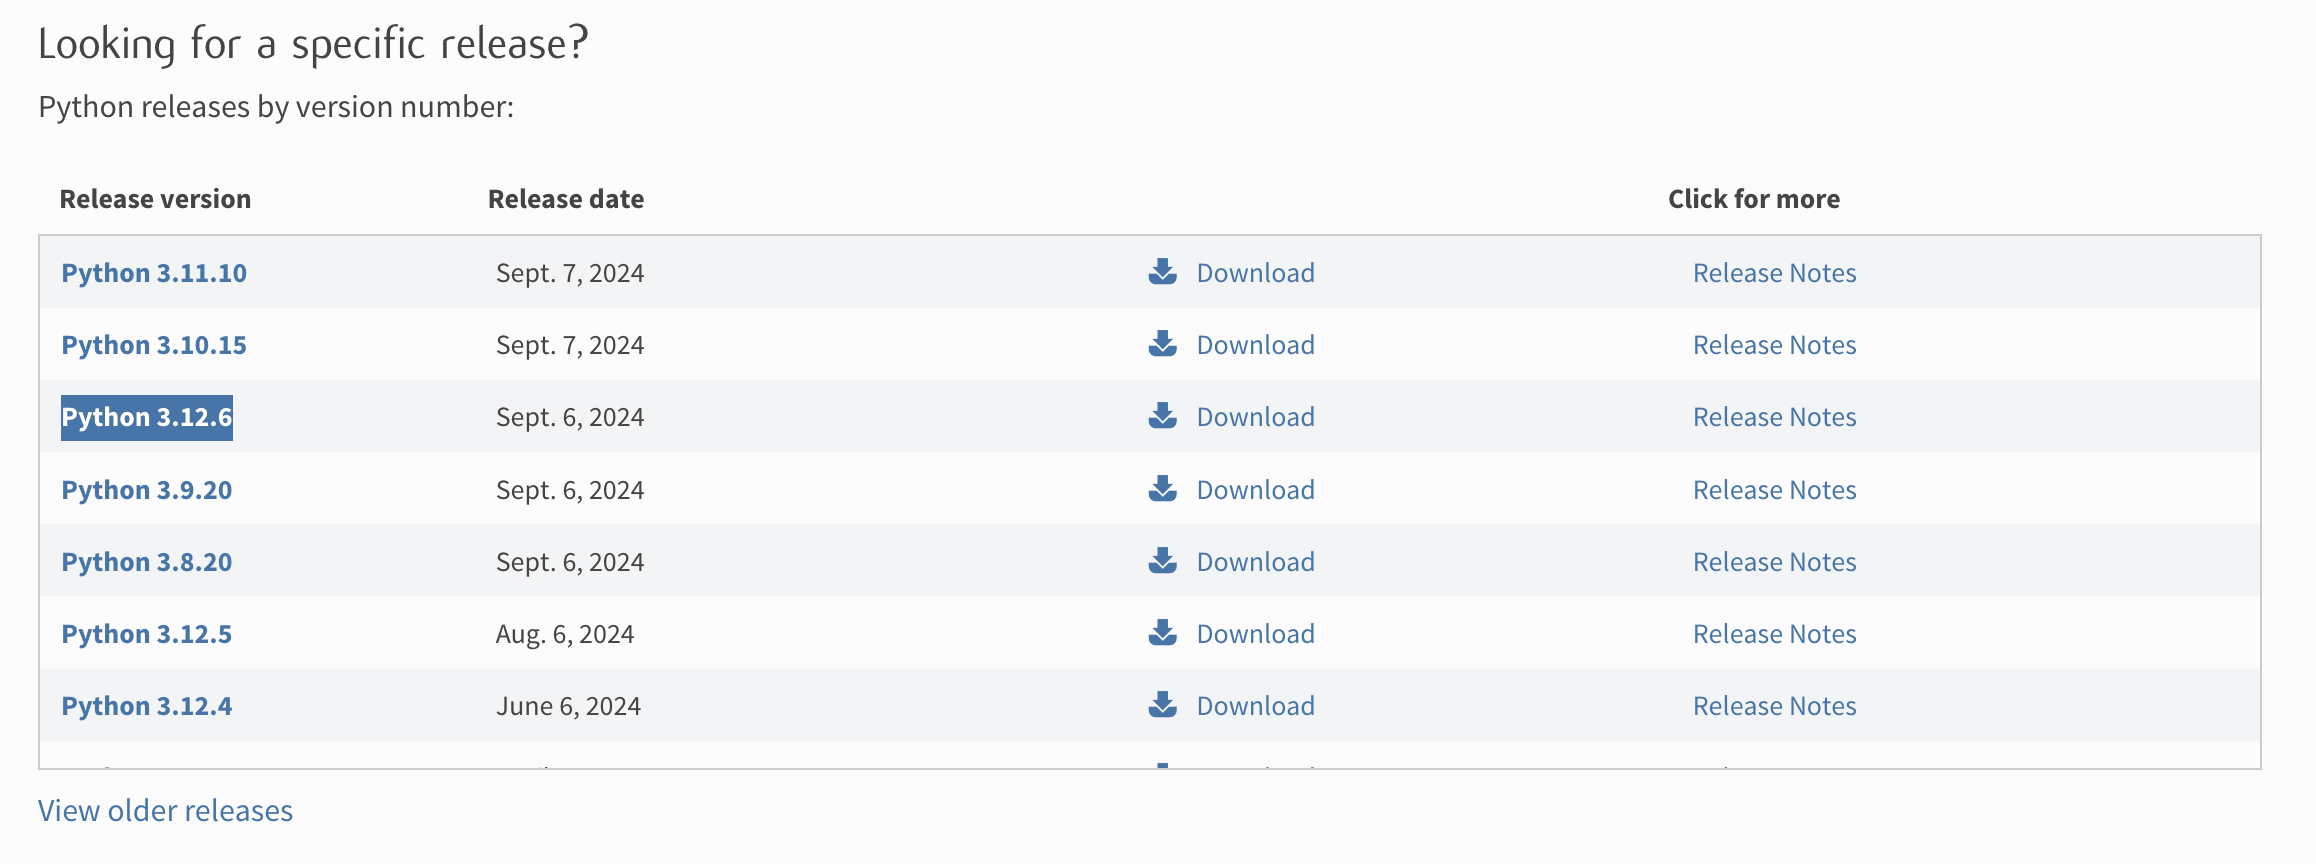 Looking for a specific release?
Python releases by version number:
Release version Release date Click for more
Python 3.11.10 Sept. 7, 2024 Download Release Notes
Python 3.10.15 Sept. 7, 2024 Download Release Notes
Python 3.12.6 Sept. 6, 2024 Download Release Notes
Python 3.9.20 Sept. 6, 2024 Download Release Notes
Python 3.8.20 Sept. 6, 2024 Download Release Notes
Python 3.12.5 Aug. 6, 2024 Download Release Notes
Python 3.12.4 June 6, 2024 Download Release Notes
View older releases